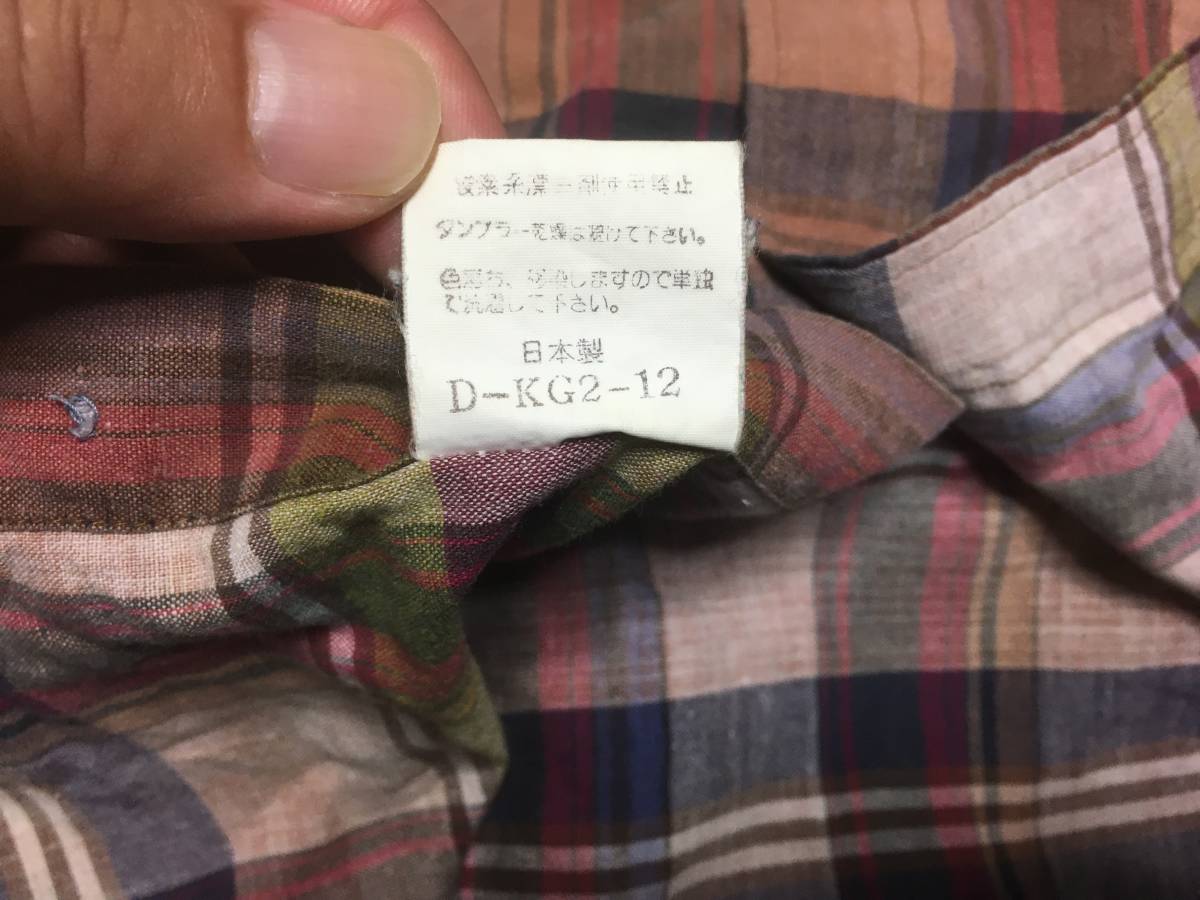 酸素系漂白剤使用禁止
タンブラー乾燥は避けて下さい。
色落ち、移染しますので単独
で洗濯して下さい。
日本製
D-KG2-12